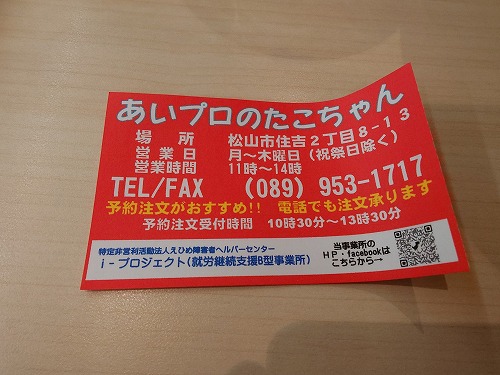 あいプロのたこちゃん
場　所　松山市住吉２丁目８-１３
営業日　月～木曜日（祝祭日除く）
営業時間　11時～14時
TEL/FAX　（089）953-1717
予約注文がおすすめ!!　電話でも注文承ります
予約注文受付時間　10時30分～13時30分
特定非営利活動法人えひめ障害者ヘルパーセンター
i-プロジェクト(就労継続支援B型事業所)
当事業所の
ＨＰ・facebookは
こちらから→